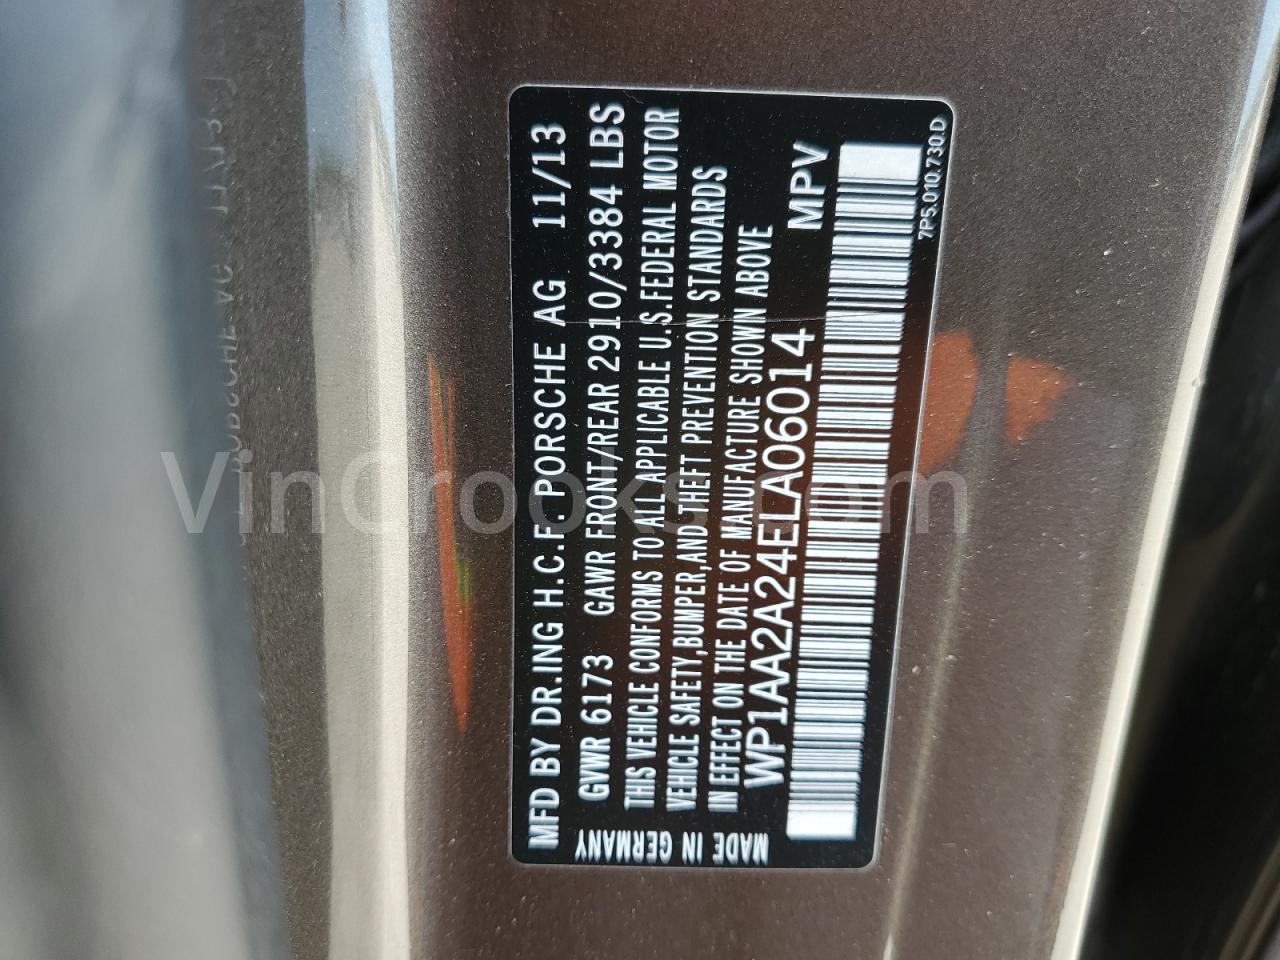 MFD BY DR.ING H.C.F. PORSCHE AG 11/13
GVWR 6173 GAWR FRONT/REAR 2910/3384 LBS
THIS VEHICLE CONFORMS TO ALL APPLICABLE U.S.FEDERAL MOTOR
VEHICLE SAFETY,BUMPER,AND THEFT PREVENTION STANDARDS
IN EFFECT ON THE DATE OF MANUFACTURE SHOWN ABOVE
WP1AA2A24ELA06014 MPV
7P5.010.730.D
MADE IN GERMANY
VinCrooks.com